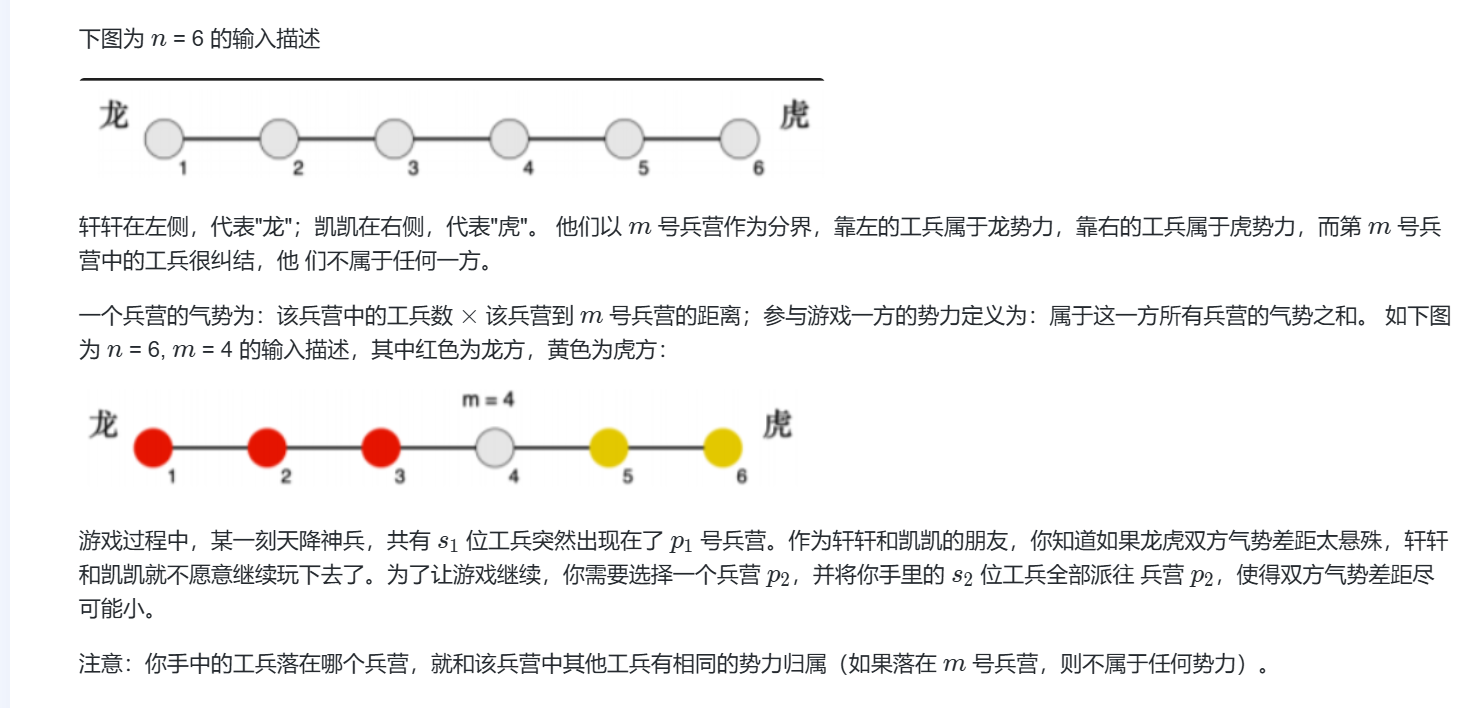 下图为 n = 6 的输入描述
龙 虎
1 2 3 4 5 6
轩轩在左侧，代表"龙"；凯凯在右侧，代表"虎"。 他们以 m 号兵营作为分界，靠左的工兵属于龙势力，靠右的工兵属于虎势力，而第 m 号兵
营中的工兵很纠结，他 们不属于任何一方。
一个兵营的气势为：该兵营中的工兵数 × 该兵营到 m 号兵营的距离；参与游戏一方的势力定义为：属于这一方所有兵营的气势之和。 如下图
为 n = 6, m = 4 的输入描述，其中红色为龙方，黄色为虎方：
m = 4
龙 虎
1 2 3 4 5 6
游戏过程中，某一刻天降神兵，共有 s₁ 位工兵突然出现在了 p₁ 号兵营。作为轩轩和凯凯的朋友，你知道如果龙虎双方气势差距太悬殊，轩轩
和凯凯就不愿意继续玩下去了。为了让游戏继续，你需要选择一个兵营 p₂，并将你手里的 s₂ 位工兵全部派往 兵营 p₂，使得双方气势差距尽
可能小。
注意：你手中的工兵落在哪个兵营，就和该兵营中其他工兵有相同的势力归属（如果落在 m 号兵营，则不属于任何势力）。